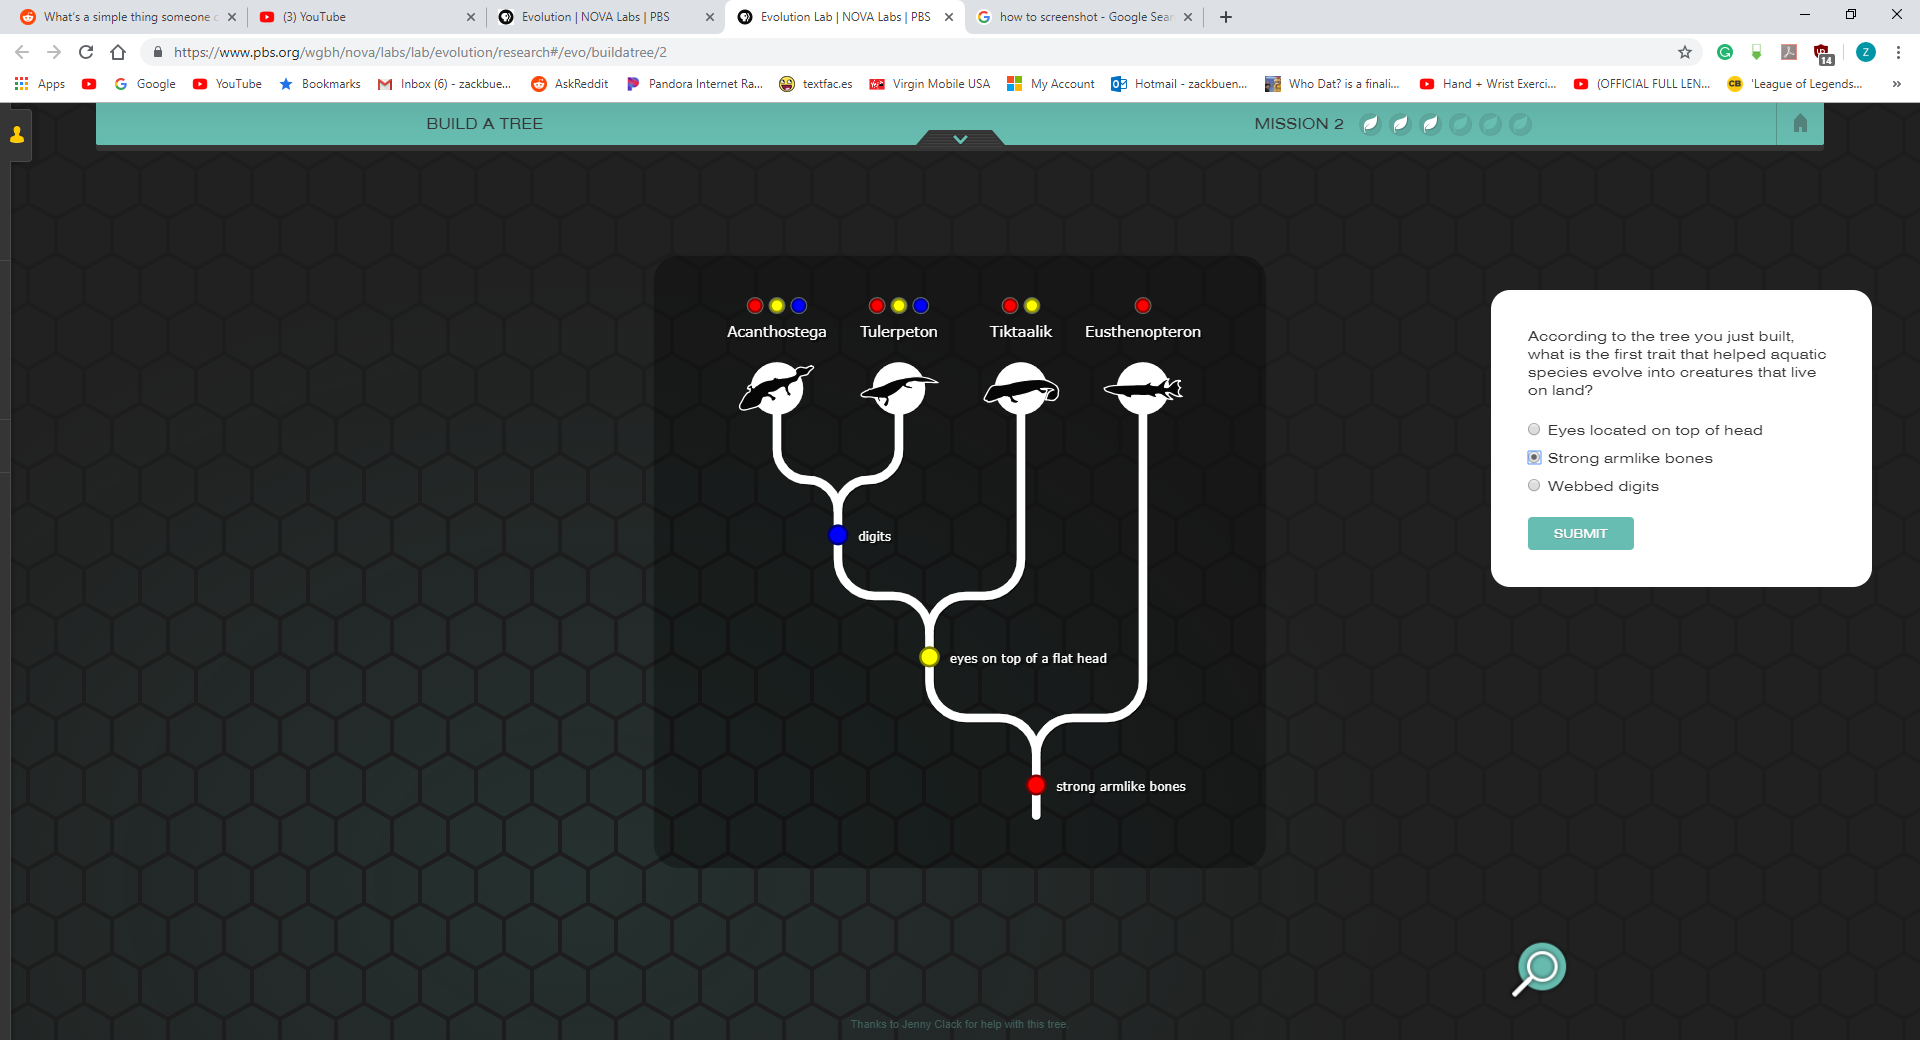 What's a simple thing someone c
(3) YouTube
Evolution | NOVA Labs | PBS
Evolution Lab | NOVA Labs | PBS
how to screenshot - Google Sear
https://www.pbs.org/wgbh/nova/labs/lab/evolution/research#/evo/buildatree/2
14
Z
Apps
Google
YouTube
Bookmarks
Inbox (6) - zackbue...
AskReddit
Pandora Internet Ra...
textfac.es
Virgin Mobile USA
My Account
Hotmail - zackbuen...
Who Dat? is a finali...
Hand + Wrist Exerci...
(OFFICIAL FULL LEN...
CB
'League of Legends...
»
BUILD A TREE
MISSION 2
Acanthostega
Tulerpeton
Tiktaalik
Eusthenopteron
digits
eyes on top of a flat head
strong armlike bones
According to the tree you just built,
what is the first trait that helped aquatic
species evolve into creatures that live
on land?
Eyes located on top of head
Strong armlike bones
Webbed digits
SUBMIT
Thanks to Jenny Clack for help with this tree.